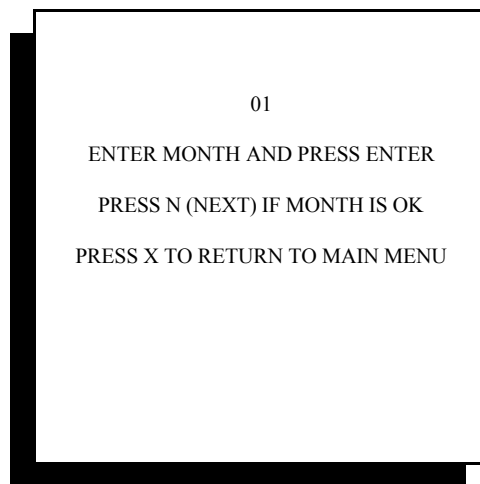 01
ENTER MONTH AND PRESS ENTER
PRESS N (NEXT) IF MONTH IS OK
PRESS X TO RETURN TO MAIN MENU